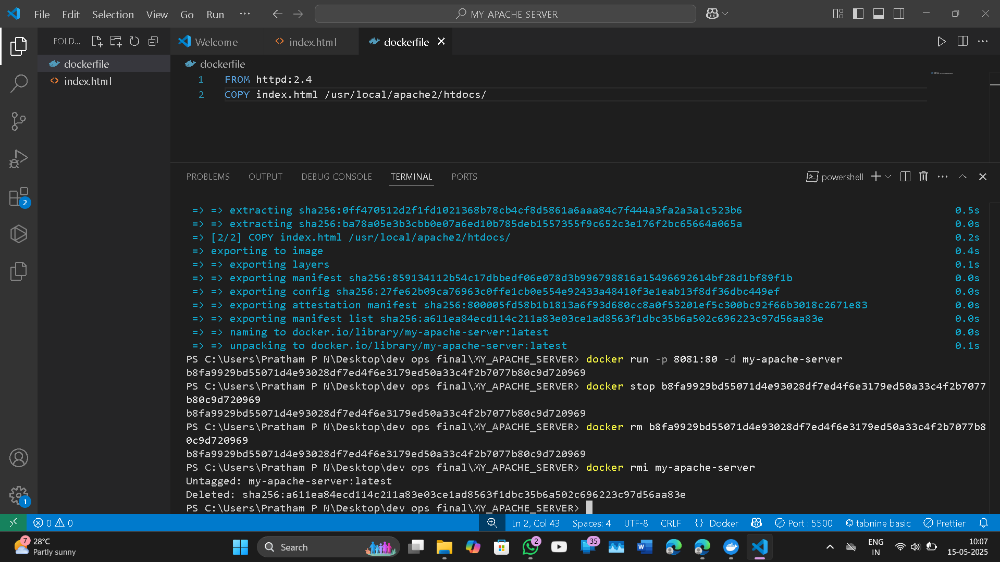 File Edit Selection View Go Run ··· MY_APACHE_SERVER
FOLD... Welcome index.html dockerfile
dockerfile
index.html
dockerfile
1 FROM httpd:2.4
2 COPY index.html /usr/local/apache2/htdocs/
PROBLEMS OUTPUT DEBUG CONSOLE TERMINAL PORTS powershell
=> => extracting sha256:0ff470512d2f1fd1021368b78cb4cf8d5861a6aaa84c7f444a3fa2a3a1c523b6 0.5s
=> => extracting sha256:ba78a05e3b3cbb0e07a6ed10b785deb1557355f9c652c3e176f2bc65664a065a 0.0s
=> [2/2] COPY index.html /usr/local/apache2/htdocs/ 0.2s
=> exporting to image 0.4s
=> => exporting layers 0.1s
=> => exporting manifest sha256:859134112b54c17dbbedf06e078d3b996798816a15496692614bf28d1bf89f1b 0.0s
=> => exporting config sha256:27fe62b09ca76963c0ffe1cb0e554e92433a48410f3e1eab13f8df36dbc449ef 0.0s
=> => exporting attestation manifest sha256:800005fd58b1b1813a6f93d680cc8a0f53201ef5c300bc92f66b3018c2671e83 0.0s
=> => exporting manifest list sha256:a611ea84ecd114c211a83e03ce1ad8563f1dbc35b6a502c696223c97d56aa83e 0.0s
=> => naming to docker.io/library/my-apache-server:latest 0.0s
=> => unpacking to docker.io/library/my-apache-server:latest 0.1s
PS C:\Users\Pratham P N\Desktop\dev ops final\MY_APACHE_SERVER> docker run -p 8081:80 -d my-apache-server
b8fa9929bd55071d4e93028df7ed4f6e3179ed50a33c4f2b7077b80c9d720969
PS C:\Users\Pratham P N\Desktop\dev ops final\MY_APACHE_SERVER> docker stop b8fa9929bd55071d4e93028df7ed4f6e3179ed50a33c4f2b7077
b80c9d720969
b8fa9929bd55071d4e93028df7ed4f6e3179ed50a33c4f2b7077b80c9d720969
PS C:\Users\Pratham P N\Desktop\dev ops final\MY_APACHE_SERVER> docker rm b8fa9929bd55071d4e93028df7ed4f6e3179ed50a33c4f2b7077b8
0c9d720969
b8fa9929bd55071d4e93028df7ed4f6e3179ed50a33c4f2b7077b80c9d720969
PS C:\Users\Pratham P N\Desktop\dev ops final\MY_APACHE_SERVER> docker rmi my-apache-server
Untagged: my-apache-server:latest
Deleted: sha256:a611ea84ecd114c211a83e03ce1ad8563f1dbc35b6a502c696223c97d56aa83e
PS C:\Users\Pratham P N\Desktop\dev ops final\MY_APACHE_SERVER>
2
1
0 0 Ln 2, Col 43 Spaces: 4 UTF-8 CRLF {} Docker Port : 5500 tabnine basic Prettier
7 28°C
Partly sunny
Search
2
35
ENG
IN
10:07
15-05-2025